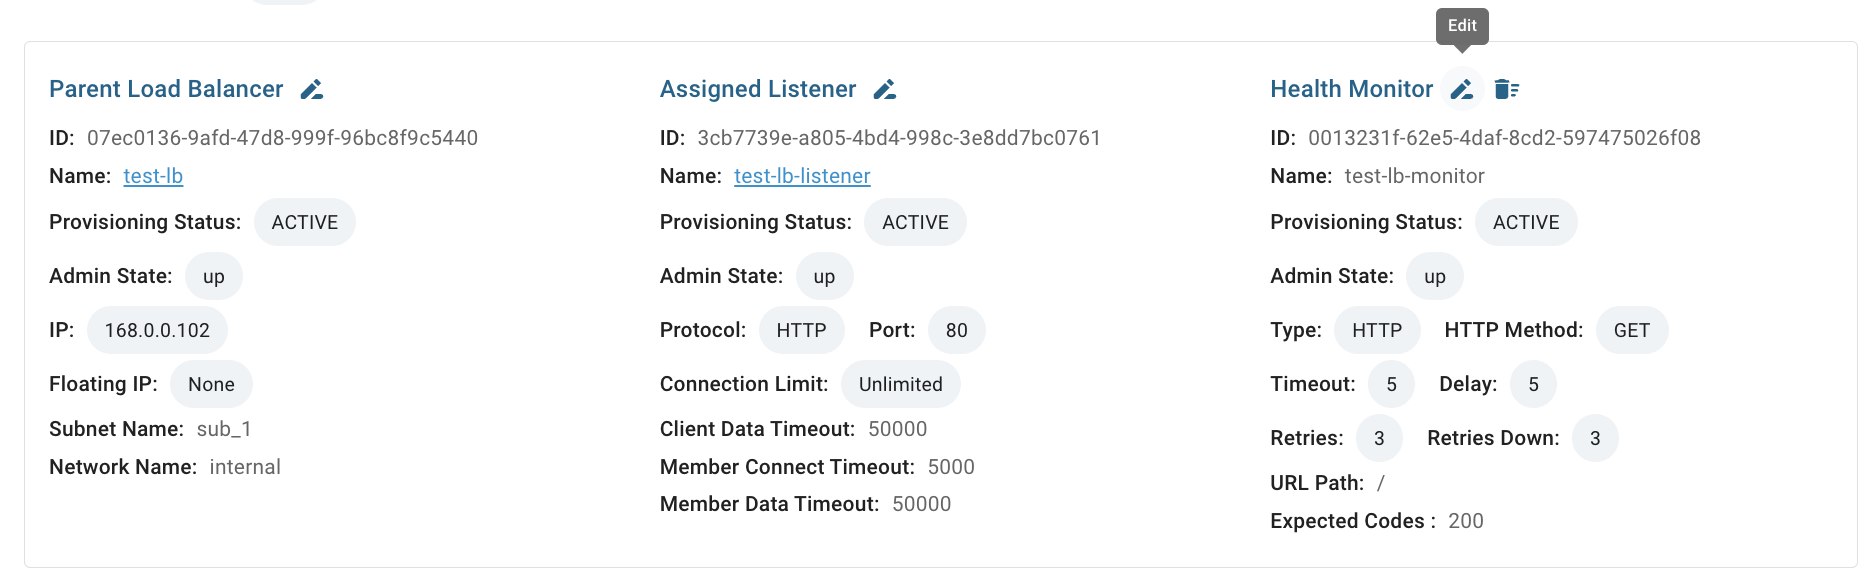 Edit
Parent Load Balancer
ID: 07ec0136-9afd-47d8-999f-96bc8f9c5440
Name: test-lb
Provisioning Status: ACTIVE
Admin State: up
IP: 168.0.0.102
Floating IP: None
Subnet Name: sub_1
Network Name: internal
Assigned Listener
ID: 3cb7739e-a805-4bd4-998c-3e8dd7bc0761
Name: test-lb-listener
Provisioning Status: ACTIVE
Admin State: up
Protocol: HTTP Port: 80
Connection Limit: Unlimited
Client Data Timeout: 50000
Member Connect Timeout: 5000
Member Data Timeout: 50000
Health Monitor
ID: 0013231f-62e5-4daf-8cd2-597475026f08
Name: test-lb-monitor
Provisioning Status: ACTIVE
Admin State: up
Type: HTTP HTTP Method: GET
Timeout: 5 Delay: 5
Retries: 3 Retries Down: 3
URL Path: /
Expected Codes : 200